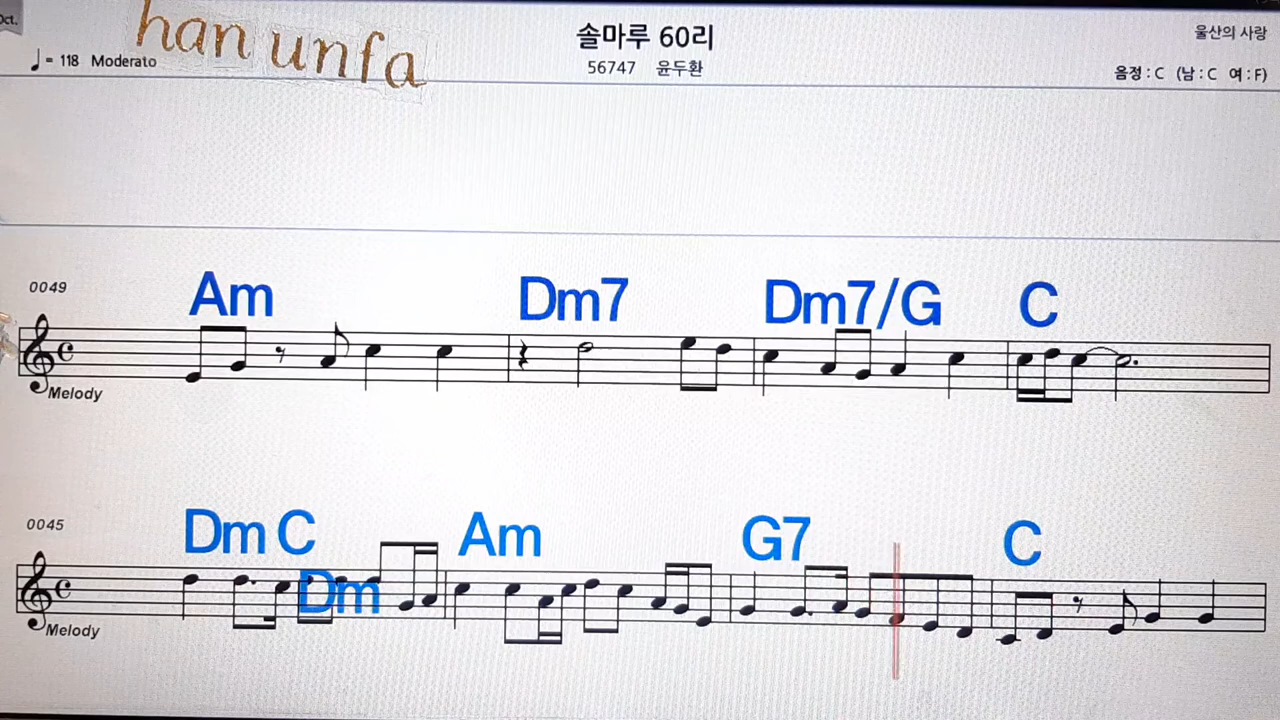 Oct.
han unfa
♩= 118 Moderato
솔마루 60리
56747 윤두환
울산의 사랑
음정 : C (남 : C 여 : F)
0049
Am Dm7 Dm7/G C
Melody
0045
Dm C Dm Am G7 C
Melody